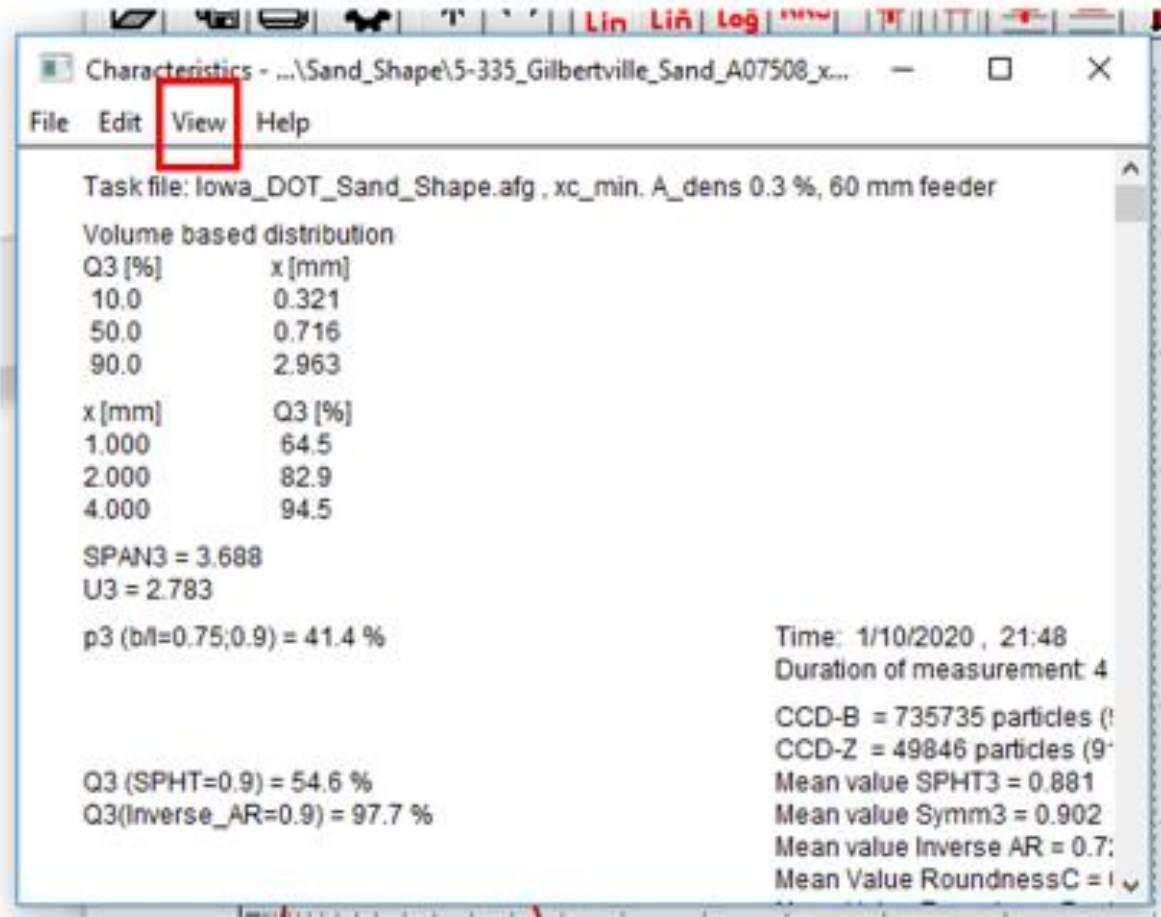 Lin Lin Log
Characteristics - ...\Sand_Shape\5-335_Gilbertville_Sand_A07508_x...
File Edit View Help
Task file: Iowa_DOT_Sand_Shape.afg , xc_min. A_dens 0.3 %, 60 mm feeder
Volume based distribution
Q3 [%] x [mm]
10.0 0.321
50.0 0.716
90.0 2.963
x [mm] Q3 [%]
1.000 64.5
2.000 82.9
4.000 94.5
SPAN3 = 3.688
U3 = 2.783
p3 (b/l=0.75;0.9) = 41.4 %
Time: 1/10/2020 , 21:48
Duration of measurement: 4
CCD-B = 735735 particles (
CCD-Z = 49846 particles (9
Q3 (SPHT=0.9) = 54.6 % Mean value SPHT3 = 0.881
Q3(Inverse_AR=0.9) = 97.7 % Mean value Symm3 = 0.902
Mean value Inverse AR = 0.7
Mean Value RoundnessC =